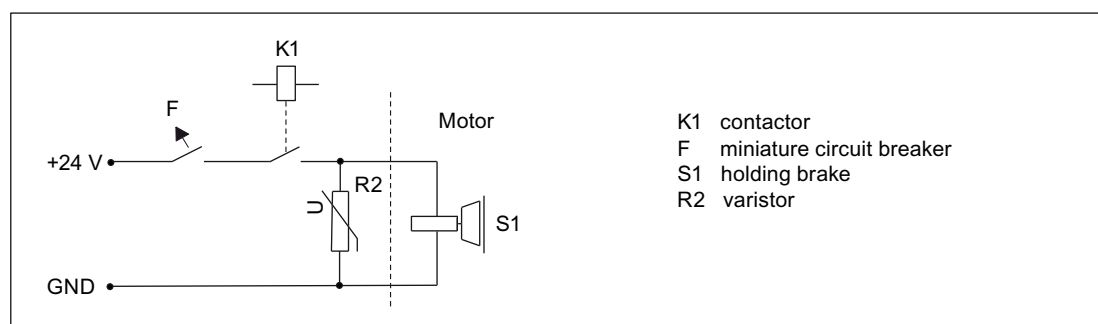 K1
F
Motor
+24 V
R2
U
S1
GND
K1 contactor
F miniature circuit breaker
S1 holding brake
R2 varistor